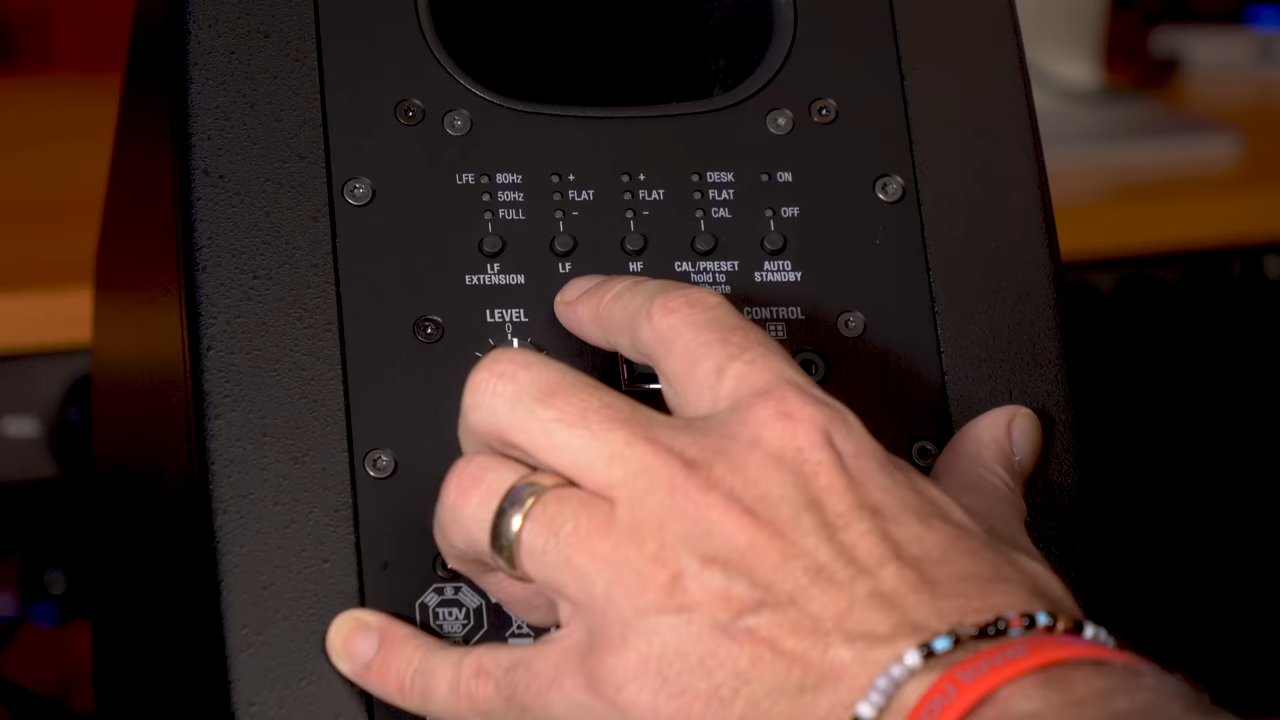 LFE 80Hz + + DESK ON
50Hz FLAT FLAT FLAT
FULL - - CAL OFF
LF EXTENSION
LF
HF
CAL/PRESET
hold to
AUTO STANDBY
LEVEL
0
CONTROL
TÜV
SÜD